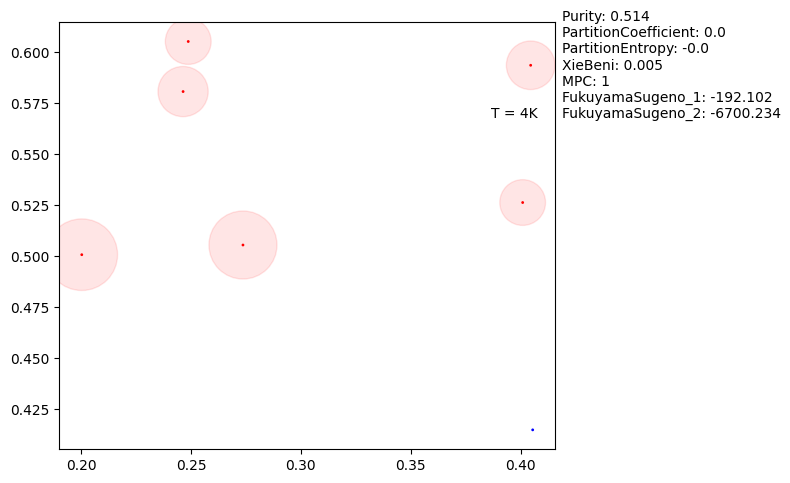 Purity: 0.514
PartitionCoefficient: 0.0
PartitionEntropy: -0.0
XieBeni: 0.005
MPC: 1
FukuyamaSugeno_1: -192.102
FukuyamaSugeno_2: -6700.234
T = 4K
0.600
0.575
0.550
0.525
0.500
0.475
0.450
0.425
0.20 0.25 0.30 0.35 0.40